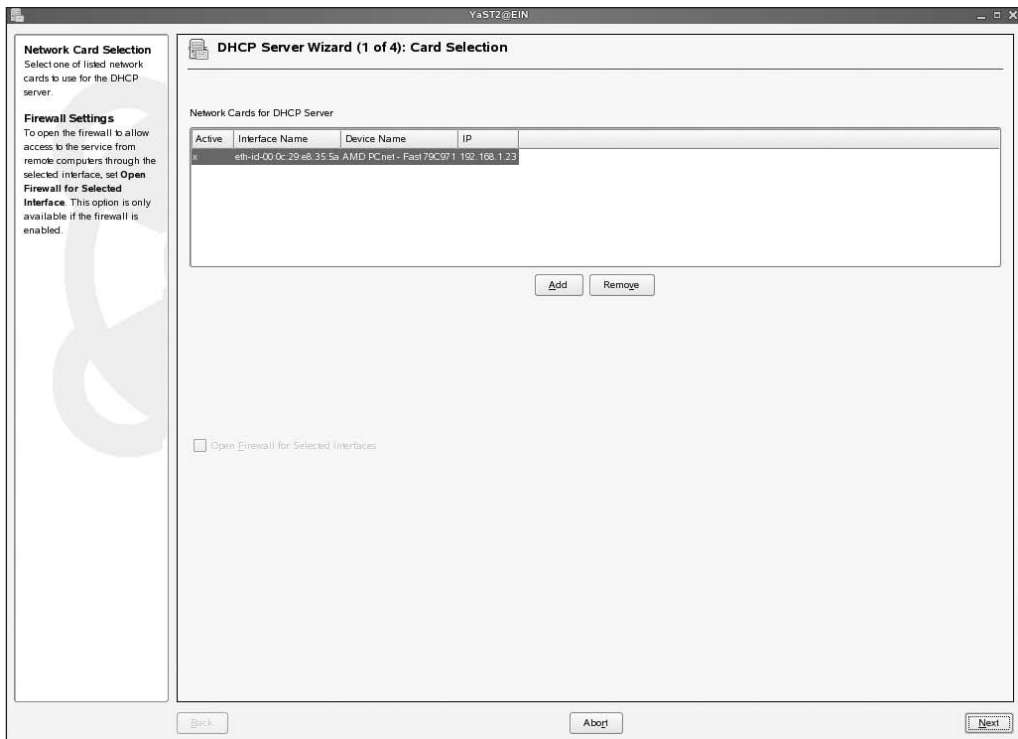 YaST2@EIN
Network Card Selection
Select one of listed network
cards to use for the DHCP
server.
Firewall Settings
To open the firewall to allow
access to the service from
remote computers through the
selected interface, set Open
Firewall for Selected
Interface. This option is only
available if the firewall is
enabled.
DHCP Server Wizard (1 of 4): Card Selection
Network Cards for DHCP Server
Active Interface Name Device Name IP
x eth-id-00:0c:29:e8:35:5a AMD PCnet - Fast 79C971 192.168.1.23
Add Remove
Open Firewall for Selected Interfaces
Back Abort Next